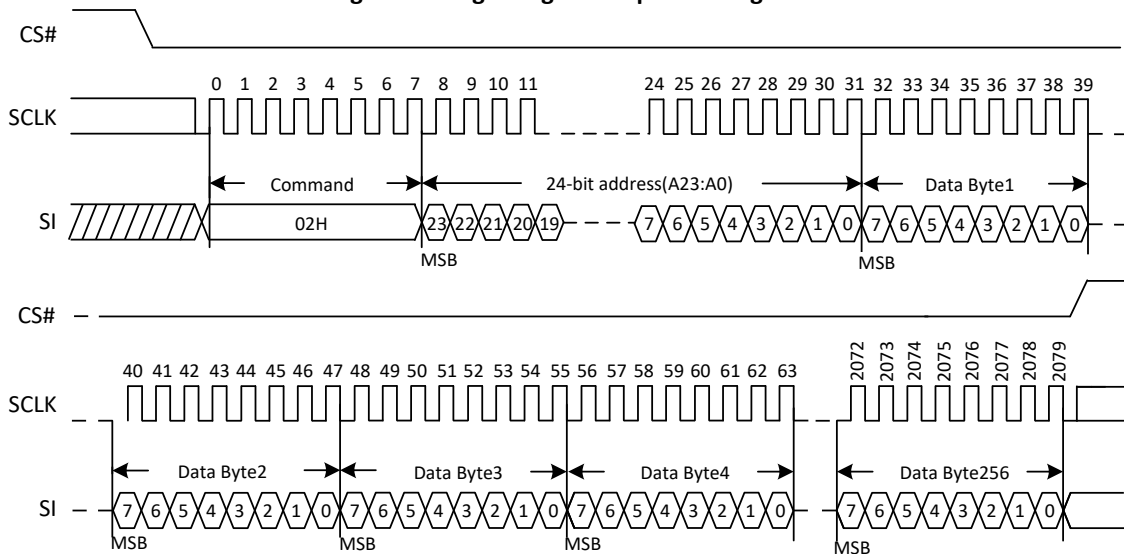 CS#
0 1 2 3 4 5 6 7 8 9 10 11 24 25 26 27 28 29 30 31 32 33 34 35 36 37 38 39
SCLK
Command 24-bit address(A23:A0) Data Byte1
SI 02H 23 22 21 20 19 7 6 5 4 3 2 1 0 7 6 5 4 3 2 1 0
MSB MSB
CS#
40 41 42 43 44 45 46 47 48 49 50 51 52 53 54 55 56 57 58 59 60 61 62 63 2072 2073 2074 2075 2076 2077 2078 2079
SCLK
Data Byte2 Data Byte3 Data Byte4 Data Byte256
SI 7 6 5 4 3 2 1 0 7 6 5 4 3 2 1 0 7 6 5 4 3 2 1 0 7 6 5 4 3 2 1 0
MSB MSB MSB MSB